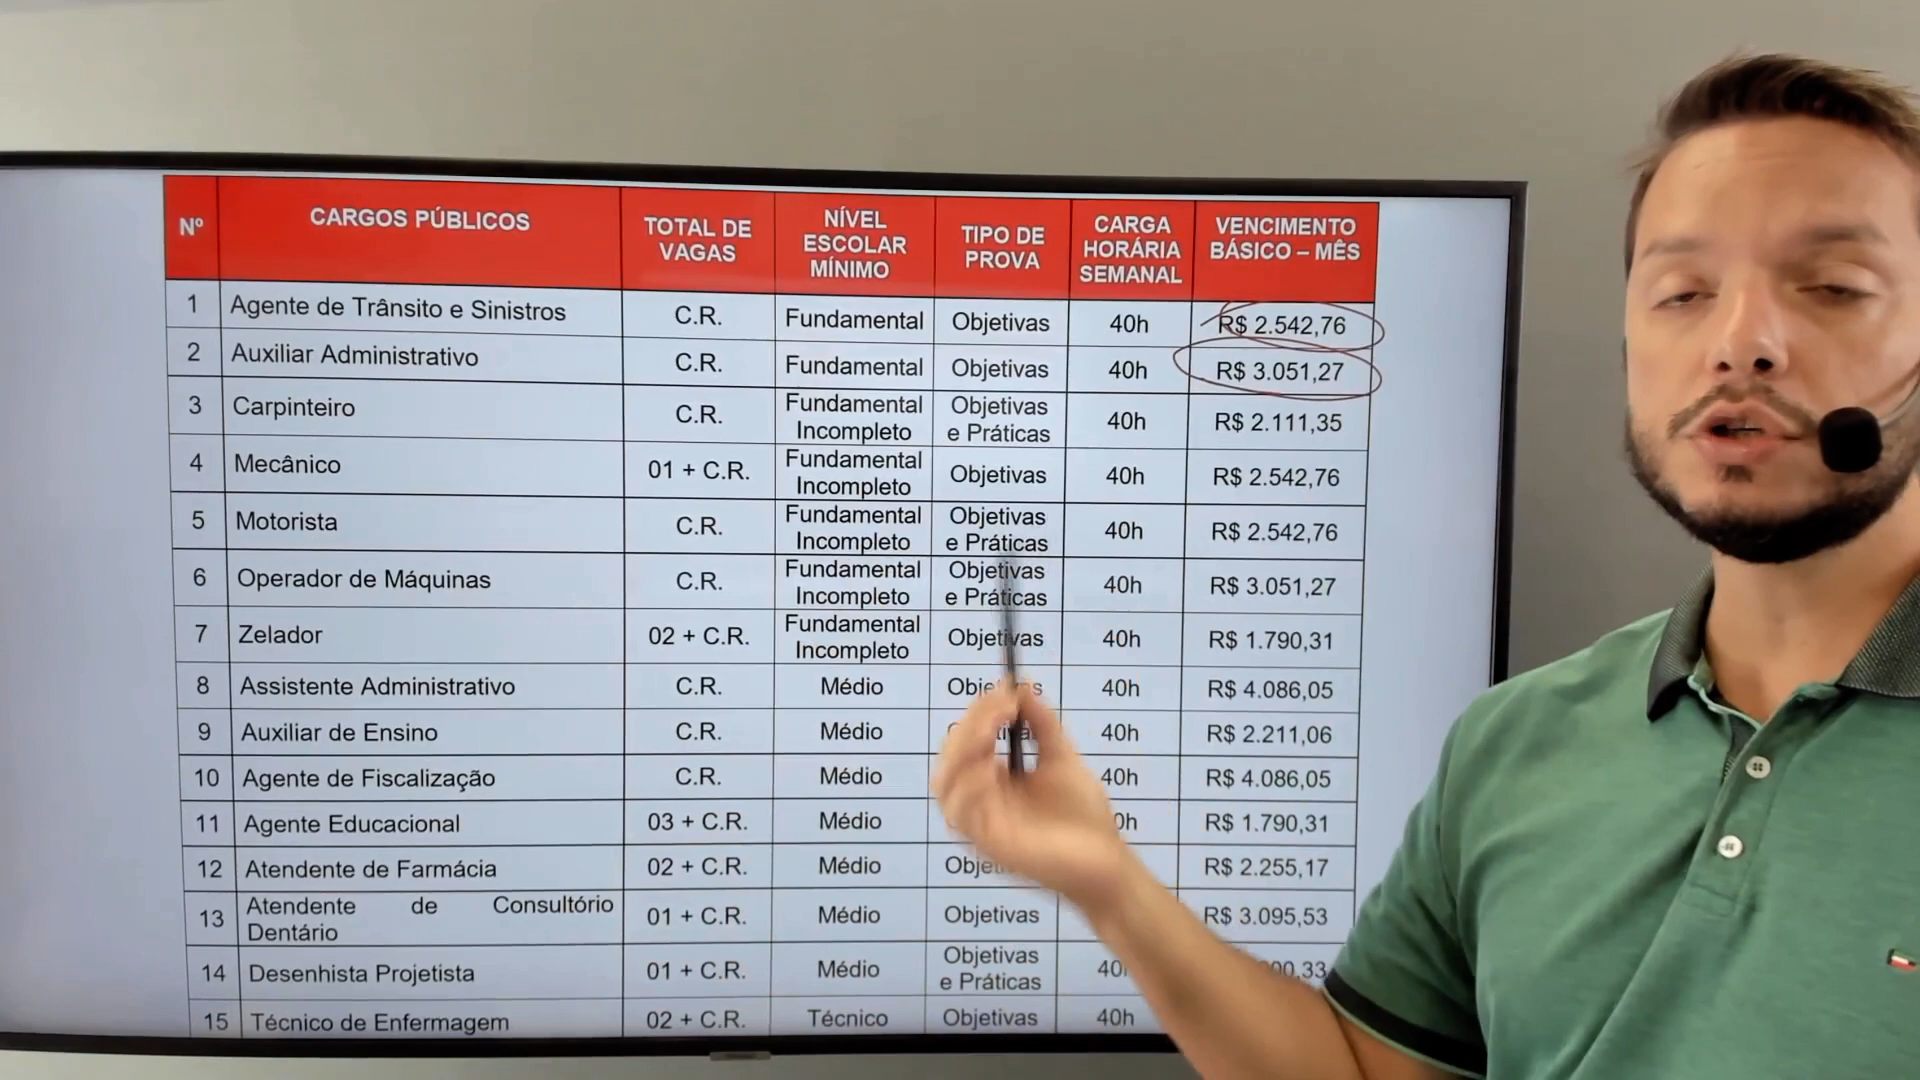 Nº
CARGOS PÚBLICOS
TOTAL DE
VAGAS
NÍVEL
ESCOLAR
MÍNIMO
TIPO DE
PROVA
CARGA
HORÁRIA
SEMANAL
VENCIMENTO
BÁSICO – MÊS
1 Agente de Trânsito e Sinistros C.R. Fundamental Objetivas 40h R$ 2.542,76
2 Auxiliar Administrativo C.R. Fundamental Objetivas 40h R$ 3.051,27
3 Carpinteiro C.R. Fundamental Incompleto Objetivas e Práticas 40h R$ 2.111,35
4 Mecânico 01 + C.R. Fundamental Incompleto Objetivas 40h R$ 2.542,76
5 Motorista C.R. Fundamental Incompleto Objetivas e Práticas 40h R$ 2.542,76
6 Operador de Máquinas C.R. Fundamental Incompleto Objetivas e Práticas 40h R$ 3.051,27
7 Zelador 02 + C.R. Fundamental Incompleto Objetivas 40h R$ 1.790,31
8 Assistente Administrativo C.R. Médio 40h R$ 4.086,05
9 Auxiliar de Ensino C.R. Médio 40h R$ 2.211,06
10 Agente de Fiscalização C.R. Médio 40h R$ 4.086,05
11 Agente Educacional 03 + C.R. Médio R$ 1.790,31
12 Atendente de Farmácia 02 + C.R. Médio R$ 2.255,17
13 Atendente de Consultório Dentário 01 + C.R. Médio Objetivas R$ 3.095,53
14 Desenhista Projetista 01 + C.R. Médio Objetivas e Práticas
15 Técnico de Enfermagem 02 + C.R. Técnico Objetivas 40h